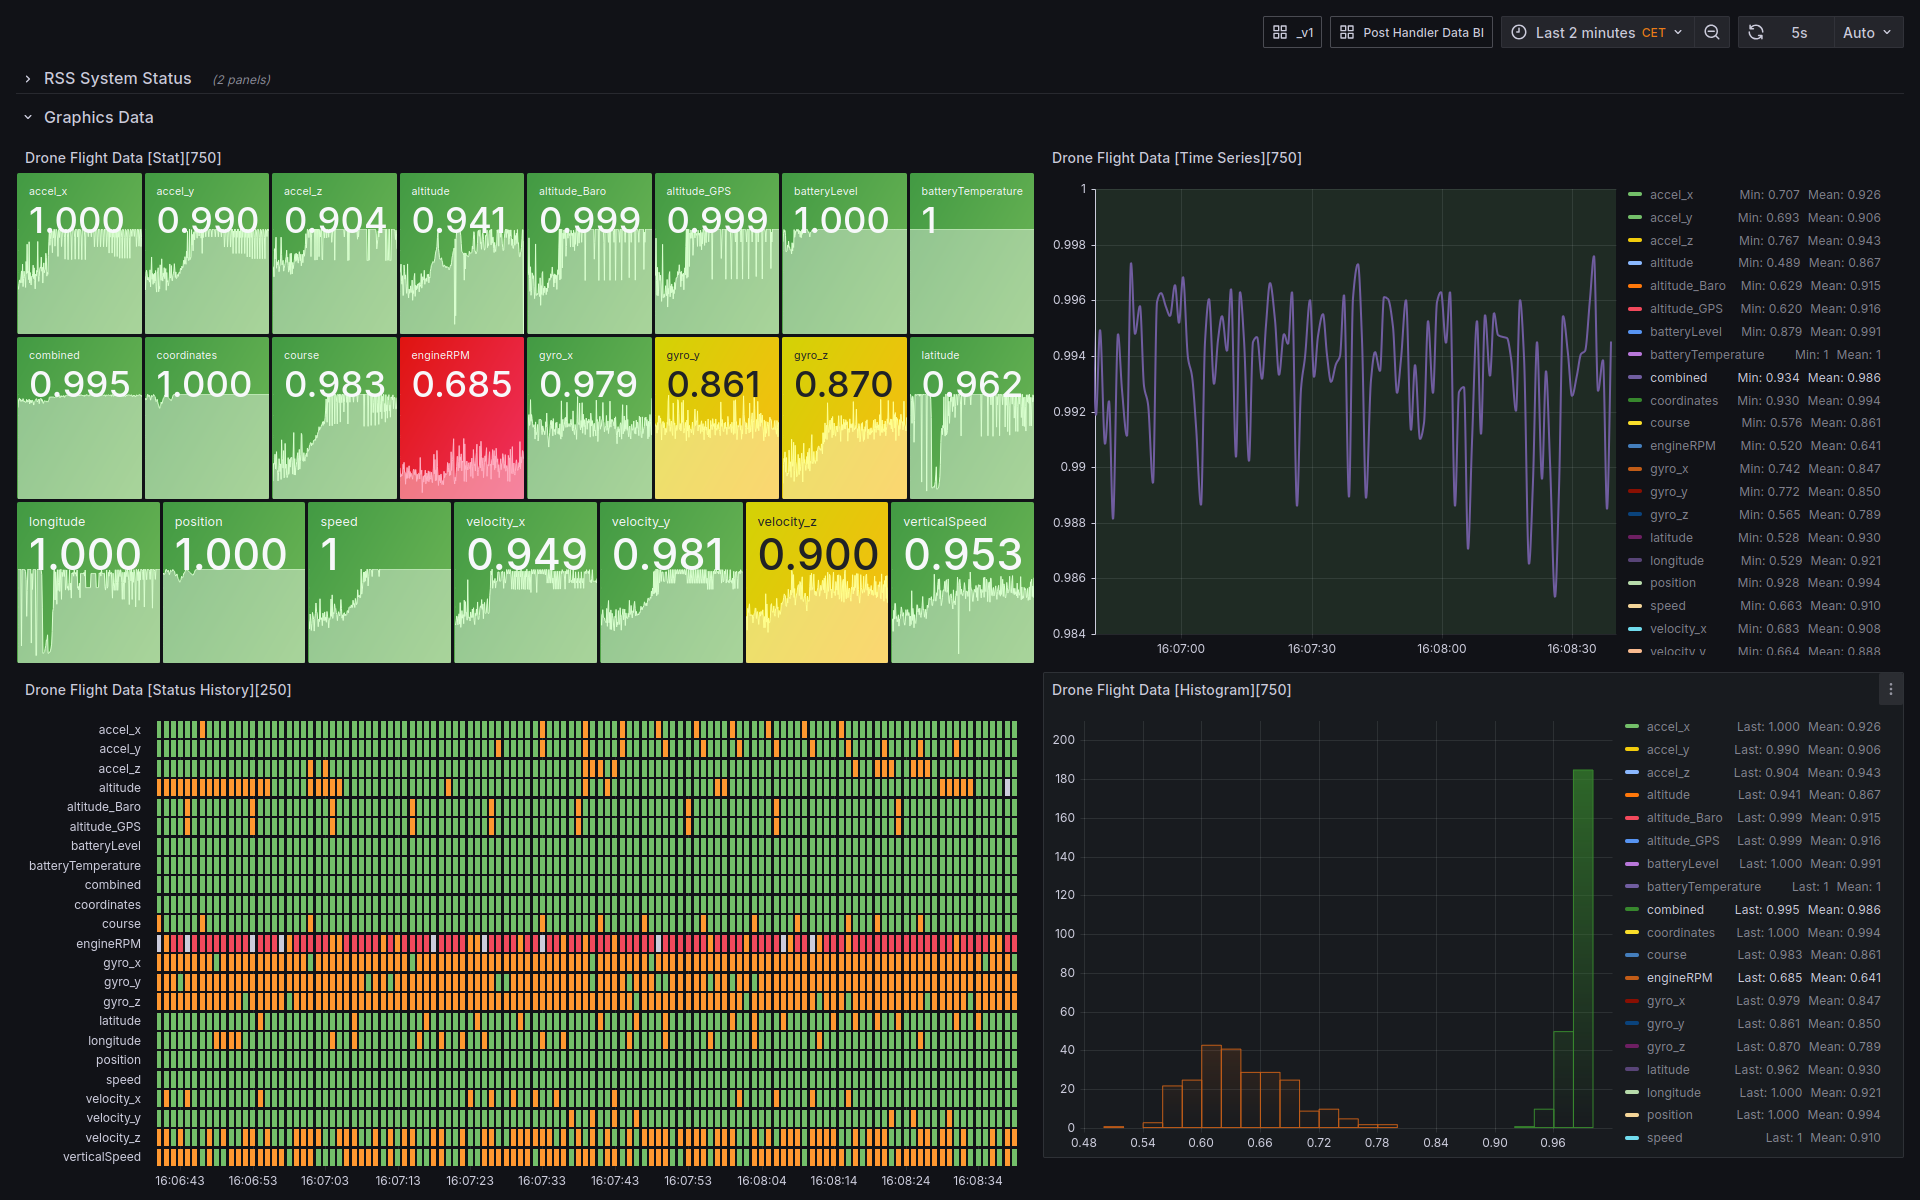 _v1
Post Handler Data BI
Last 2 minutes CET
5s
Auto
RSS System Status (2 panels)
Graphics Data
Drone Flight Data [Stat][750]
accel_x
1.000
accel_y
0.990
accel_z
0.904
altitude
0.941
altitude_Baro
0.999
altitude_GPS
0.999
batteryLevel
1.000
batteryTemperature
1
combined
0.995
coordinates
1.000
course
0.983
engineRPM
0.685
gyro_x
0.979
gyro_y
0.861
gyro_z
0.870
latitude
0.962
longitude
1.000
position
1.000
speed
1
velocity_x
0.949
velocity_y
0.981
velocity_z
0.900
verticalSpeed
0.953
Drone Flight Data [Time Series][750]
1
0.998
0.996
0.994
0.992
0.99
0.988
0.986
0.984
16:07:00
16:07:30
16:08:00
16:08:30
accel_x Min: 0.707 Mean: 0.926
accel_y Min: 0.693 Mean: 0.906
accel_z Min: 0.767 Mean: 0.943
altitude Min: 0.489 Mean: 0.867
altitude_Baro Min: 0.629 Mean: 0.915
altitude_GPS Min: 0.620 Mean: 0.916
batteryLevel Min: 0.879 Mean: 0.991
batteryTemperature Min: 1 Mean: 1
combined Min: 0.934 Mean: 0.986
coordinates Min: 0.930 Mean: 0.994
course Min: 0.576 Mean: 0.861
engineRPM Min: 0.520 Mean: 0.641
gyro_x Min: 0.742 Mean: 0.847
gyro_y Min: 0.772 Mean: 0.850
gyro_z Min: 0.565 Mean: 0.789
latitude Min: 0.528 Mean: 0.930
longitude Min: 0.529 Mean: 0.921
position Min: 0.928 Mean: 0.994
speed Min: 0.663 Mean: 0.910
velocity_x Min: 0.683 Mean: 0.908
velocity_y Min: 0.664 Mean: 0.888
Drone Flight Data [Status History][250]
accel_x
accel_y
accel_z
altitude
altitude_Baro
altitude_GPS
batteryLevel
batteryTemperature
combined
coordinates
course
engineRPM
gyro_x
gyro_y
gyro_z
latitude
longitude
position
speed
velocity_x
velocity_y
velocity_z
verticalSpeed
16:06:43
16:06:53
16:07:03
16:07:13
16:07:23
16:07:33
16:07:43
16:07:53
16:08:04
16:08:14
16:08:24
16:08:34
Drone Flight Data [Histogram][750]
200
180
160
140
120
100
80
60
40
20
0
0.48
0.54
0.60
0.66
0.72
0.78
0.84
0.90
0.96
accel_x Last: 1.000 Mean: 0.926
accel_y Last: 0.990 Mean: 0.906
accel_z Last: 0.904 Mean: 0.943
altitude Last: 0.941 Mean: 0.867
altitude_Baro Last: 0.999 Mean: 0.915
altitude_GPS Last: 0.999 Mean: 0.916
batteryLevel Last: 1.000 Mean: 0.991
batteryTemperature Last: 1 Mean: 1
combined Last: 0.995 Mean: 0.986
coordinates Last: 1.000 Mean: 0.994
course Last: 0.983 Mean: 0.861
engineRPM Last: 0.685 Mean: 0.641
gyro_x Last: 0.979 Mean: 0.847
gyro_y Last: 0.861 Mean: 0.850
gyro_z Last: 0.870 Mean: 0.789
latitude Last: 0.962 Mean: 0.930
longitude Last: 1.000 Mean: 0.921
position Last: 1.000 Mean: 0.994
speed Last: 1 Mean: 0.910